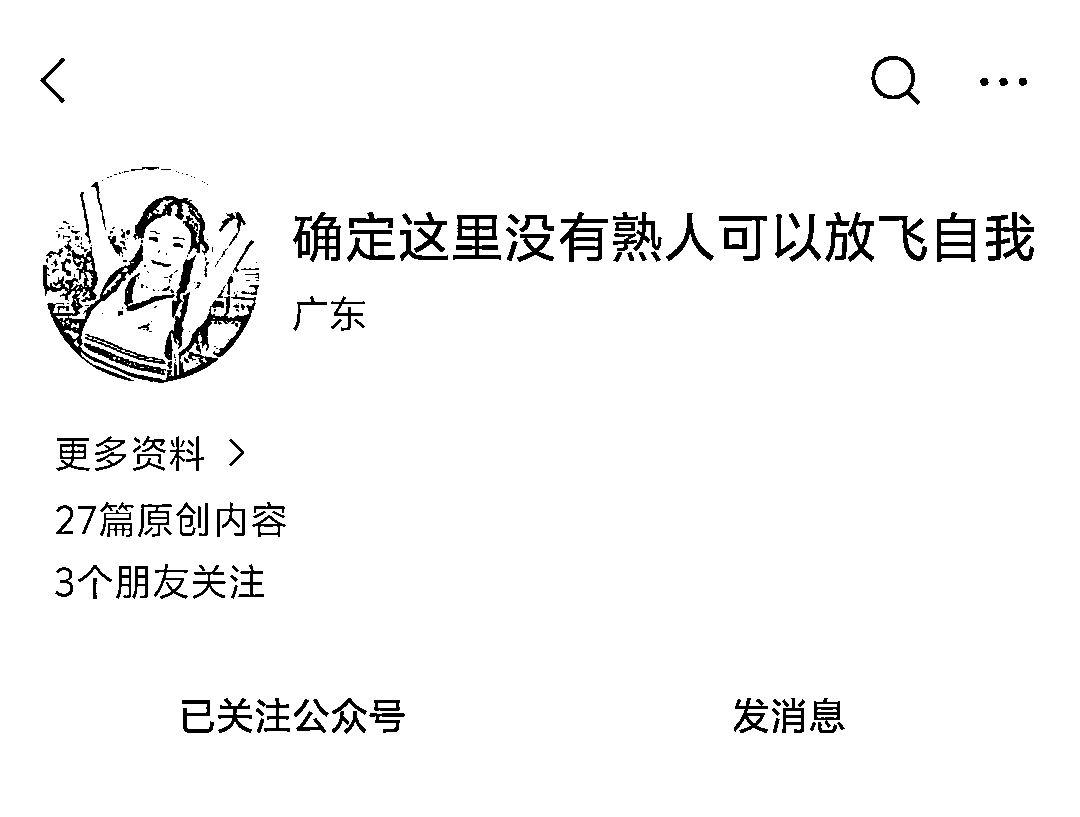 确定这里没有熟人可以放飞自我
广东
更多资料
27篇原创内容
3个朋友关注
已关注公众号
发消息